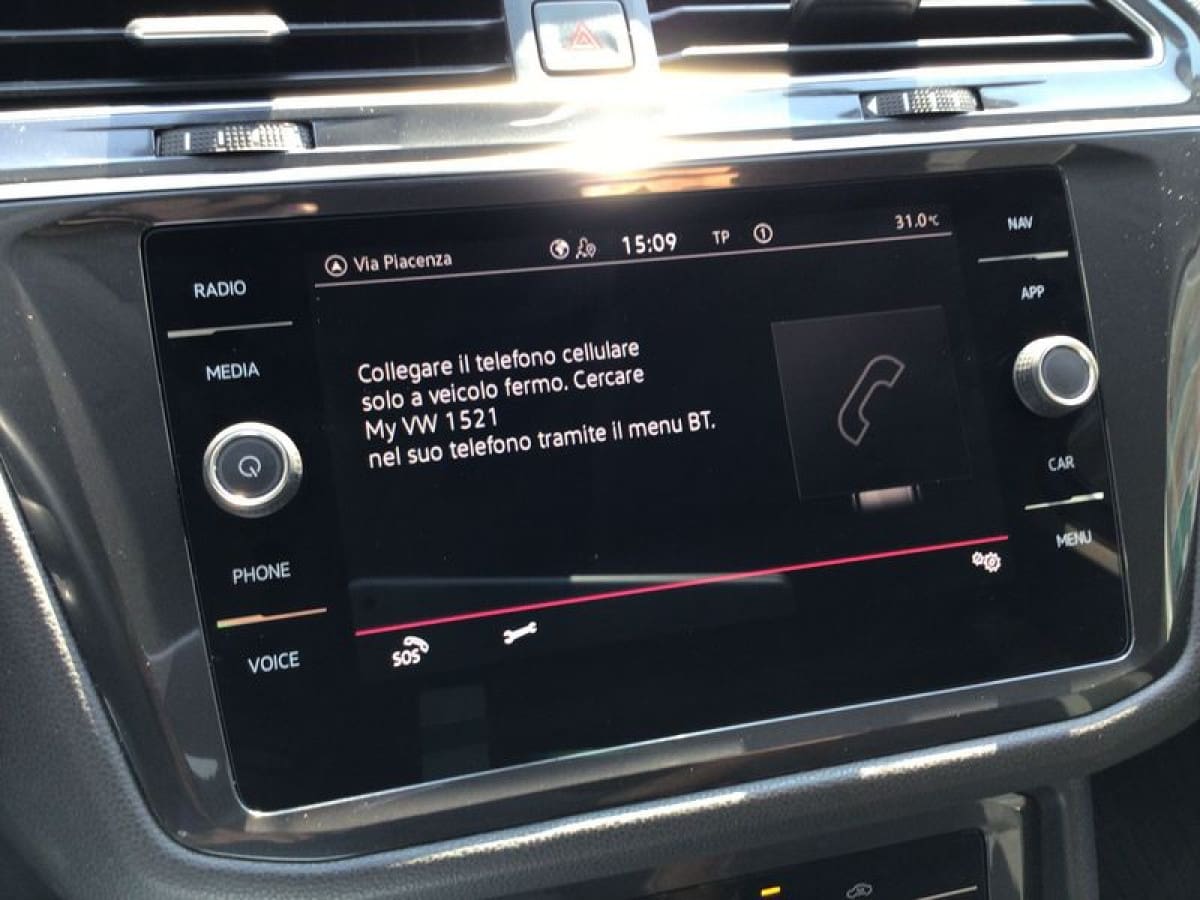 Via Piacenza
15:09
TP
1
31.0°C
RADIO
MEDIA
PHONE
VOICE
Collegare il telefono cellulare
solo a veicolo fermo. Cercare
My VW 1521
nel suo telefono tramite il menu BT.
SOS
NAV
APP
CAR
MENU